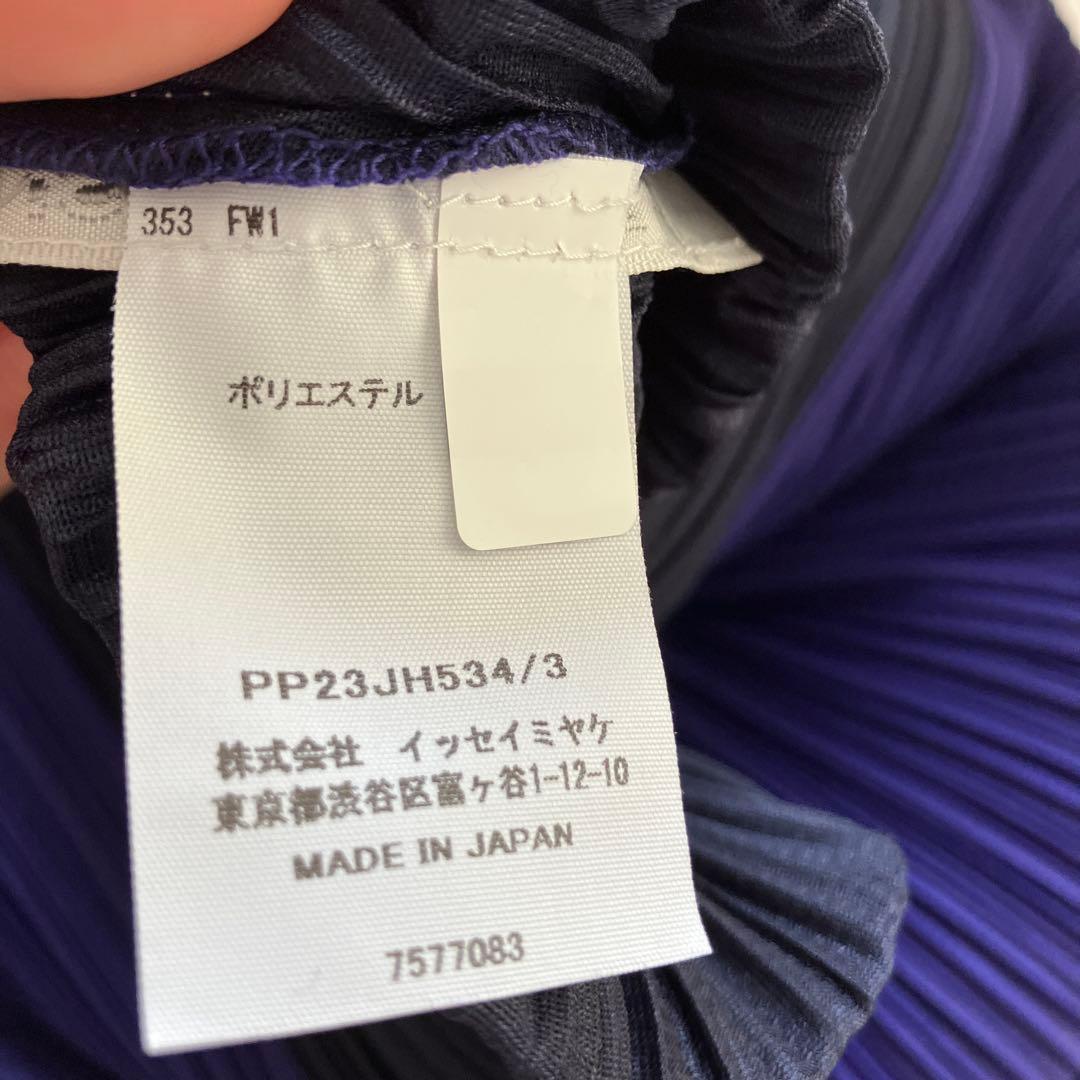 353 FW1
ポリエステル
PP23JH534/3
株式会社 イッセイミヤケ
東京都渋谷区富ヶ谷1-12-10
MADE IN JAPAN
7577083